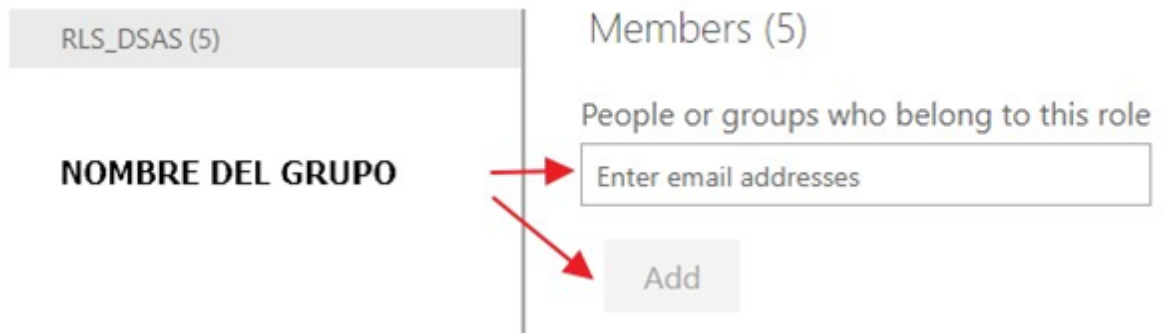 RLS_DSAS (5)
Members (5)
People or groups who belong to this role
NOMBRE DEL GRUPO
Enter email addresses
Add